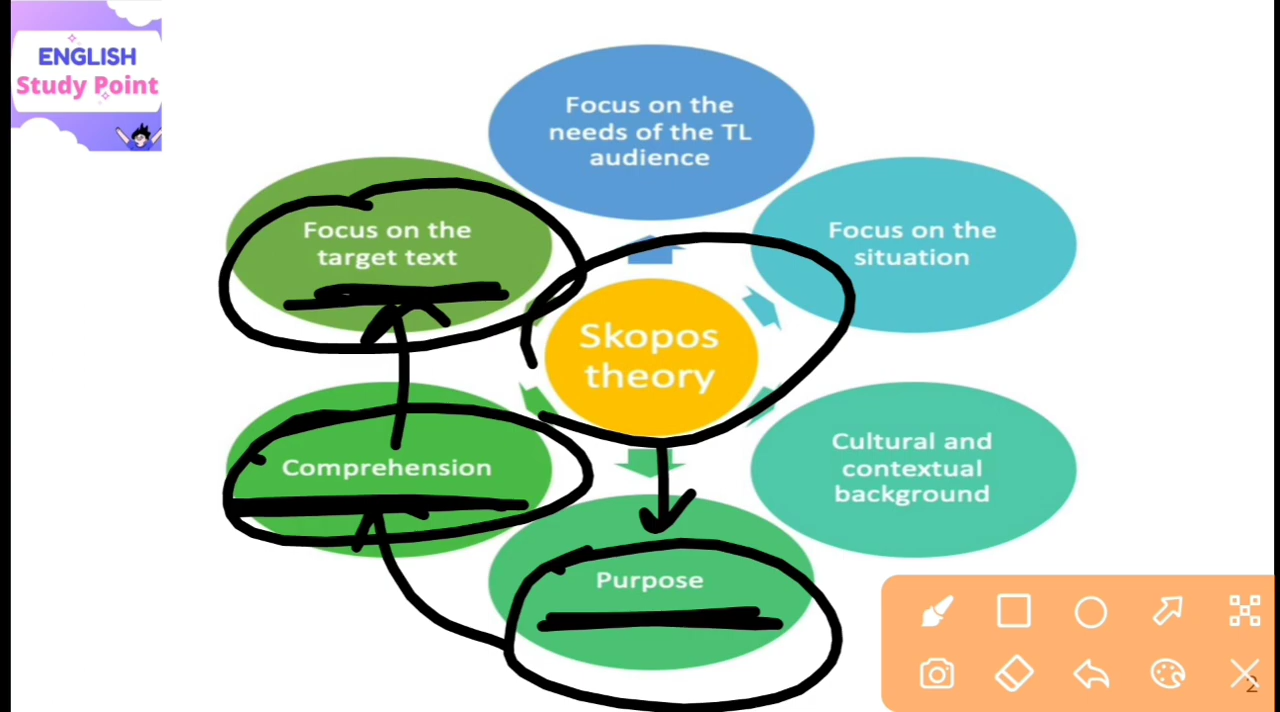 ENGLISH
Study Point
Focus on the
needs of the TL
audience
Focus on the
target text
Focus on the
situation
Skopos
theory
Comprehension
Cultural and
contextual
background
Purpose
2